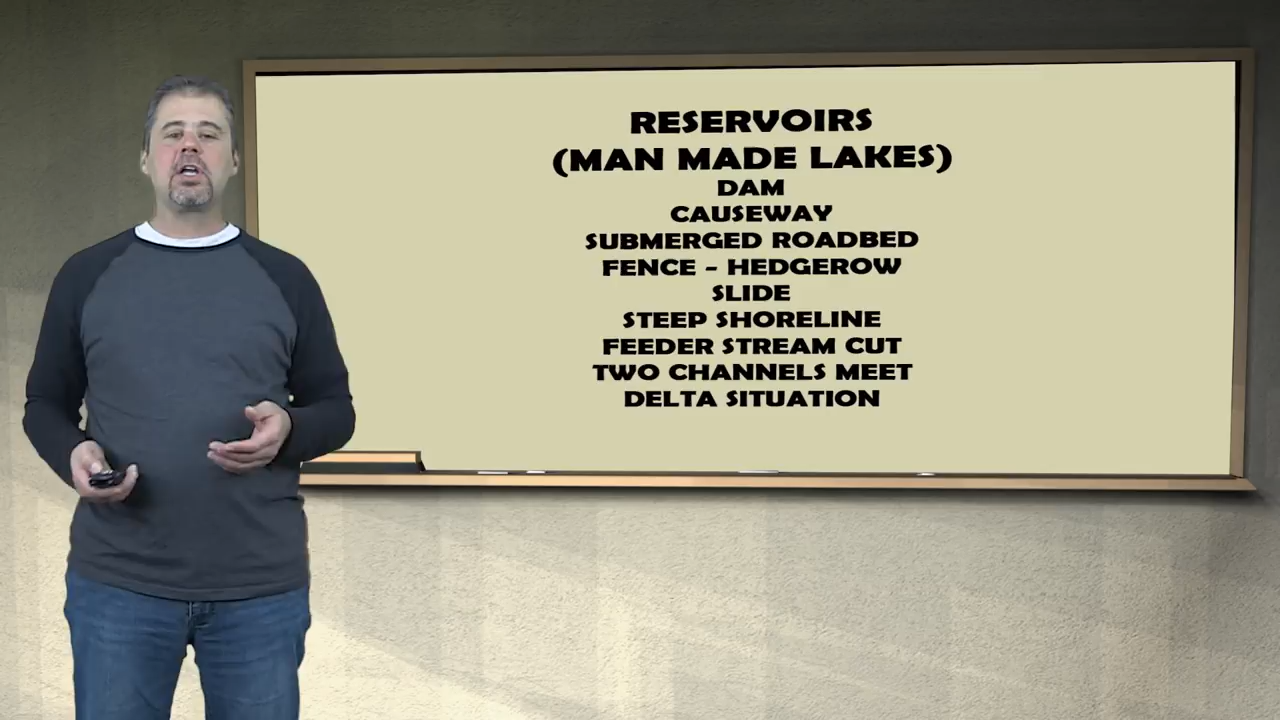 RESERVOIRS
(MAN MADE LAKES)
DAM
CAUSEWAY
SUBMERGED ROADBED
FENCE - HEDGEROW
SLIDE
STEEP SHORELINE
FEEDER STREAM CUT
TWO CHANNELS MEET
DELTA SITUATION